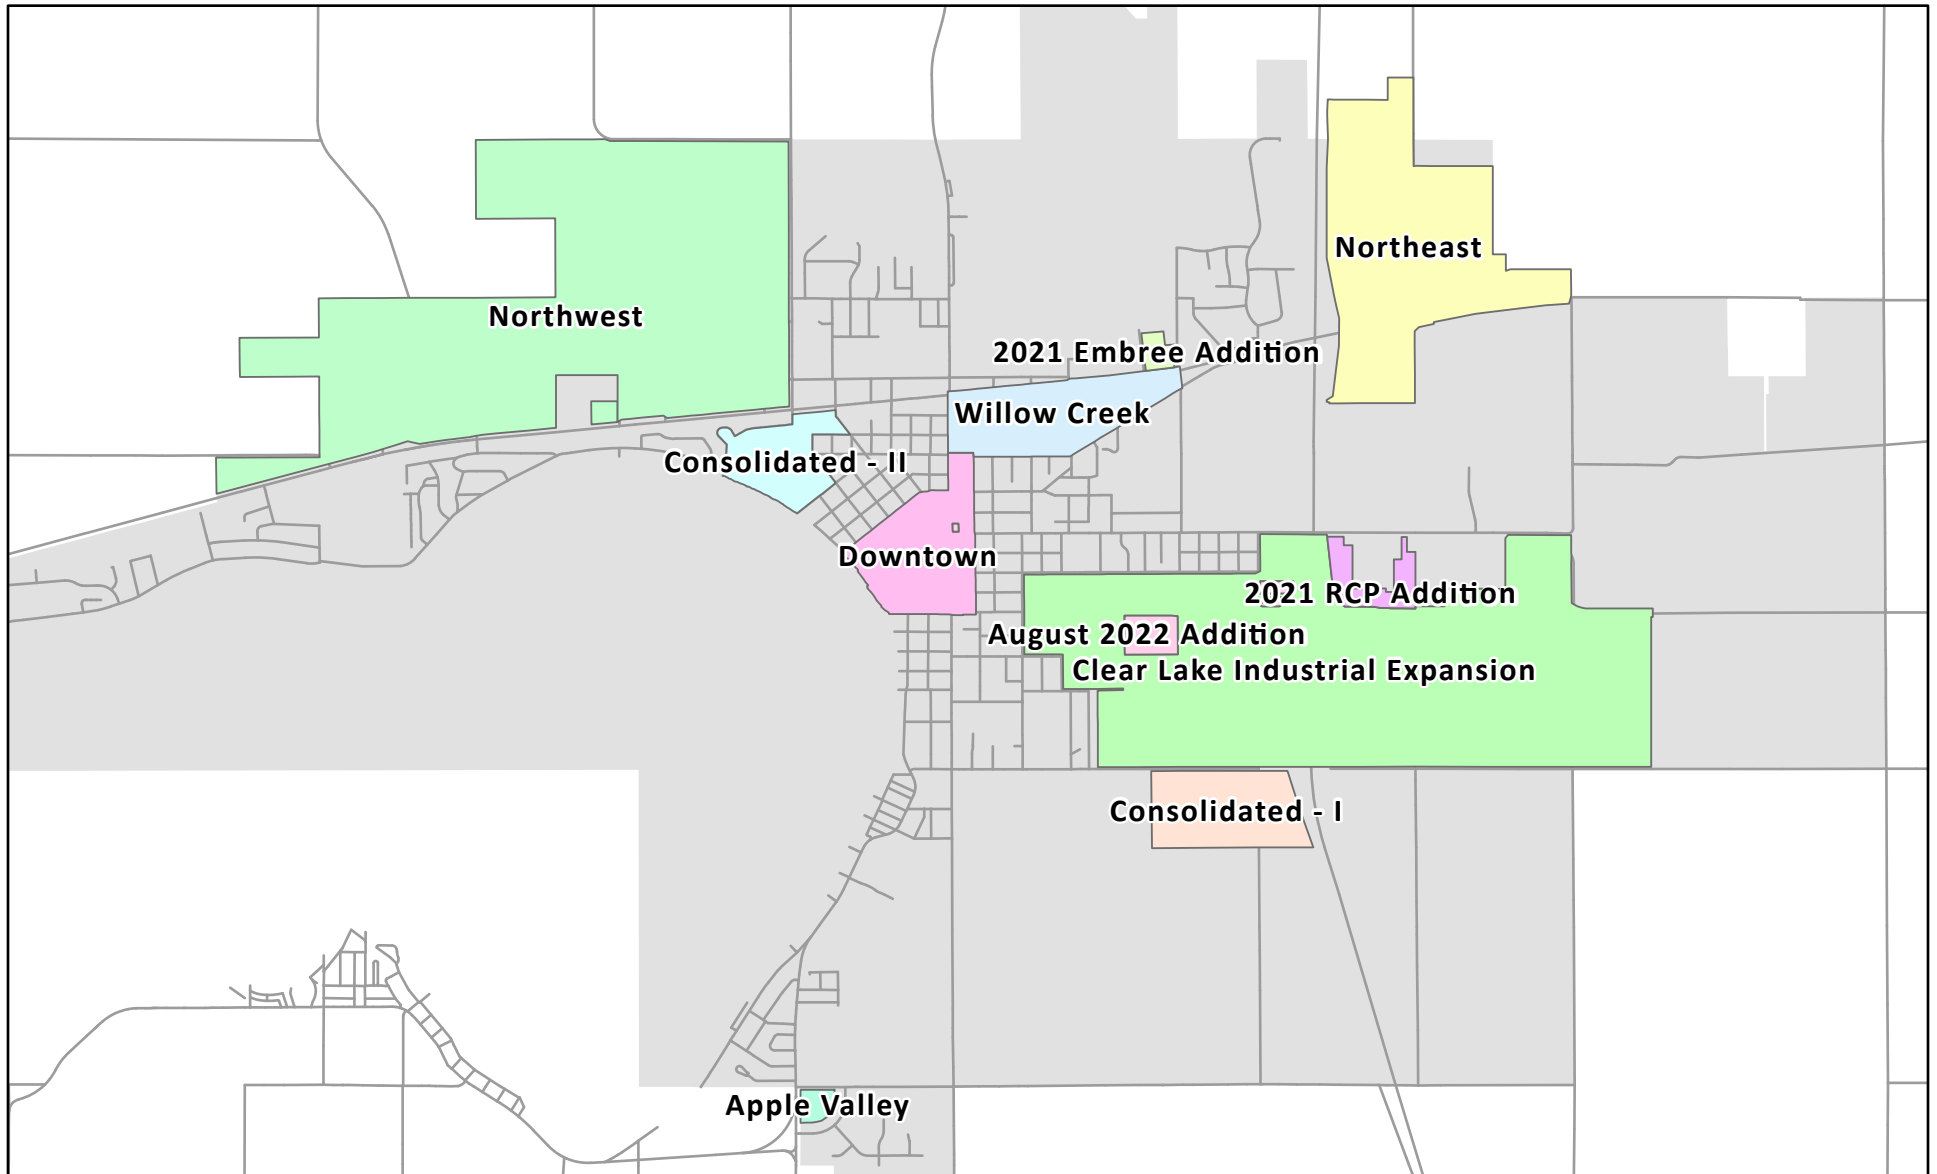 Northeast
Northwest
2021 Embree Addition
Willow Creek
Consolidated - II
Downtown
2021 RCP Addition
August 2022 Addition
Clear Lake Industrial Expansion
Consolidated - I
Apple Valley